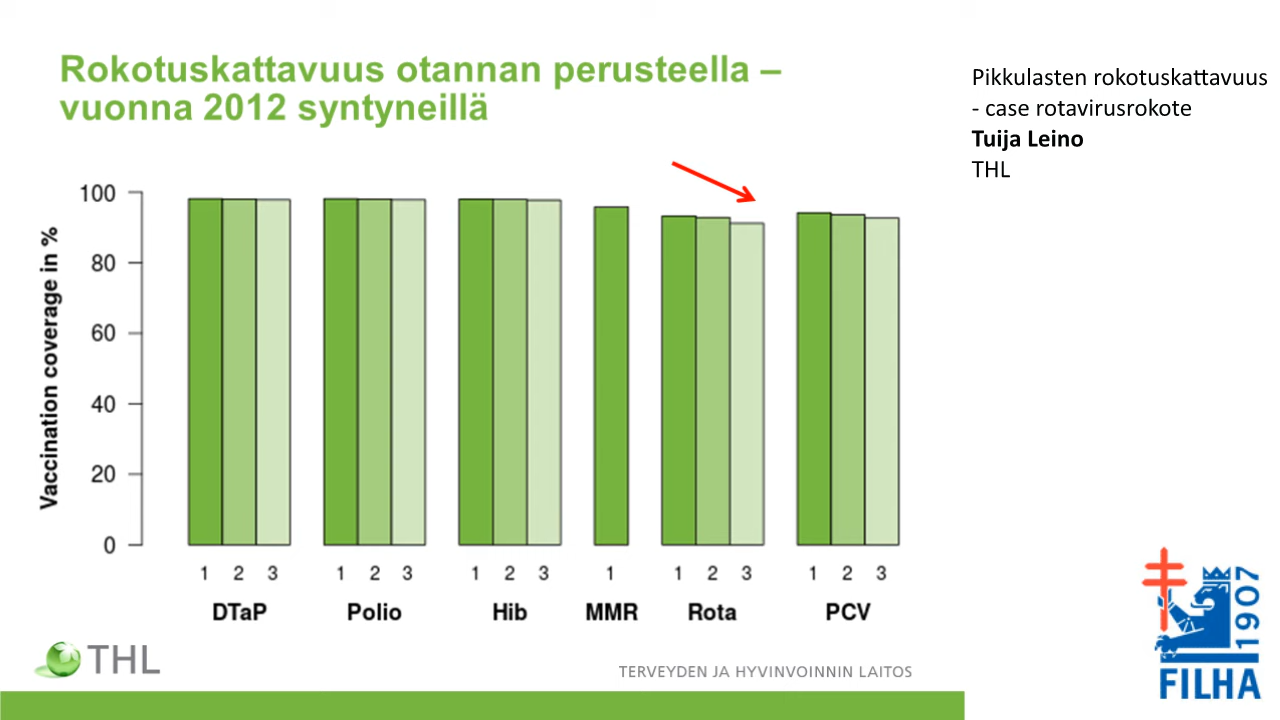 Rokotuskattavuus otannan perusteella –
vuonna 2012 syntyneillä
Pikkulasten rokotuskattavuus
- case rotavirusrokote
Tuija Leino
THL
Vaccination coverage in %
100
80
60
40
20
0
1 2 3 1 2 3 1 2 3 1 1 2 3 1 2 3
DTaP Polio Hib MMR Rota PCV
THL
TERVEYDEN JA HYVINVOINNIN LAITOS
1907
FILHA